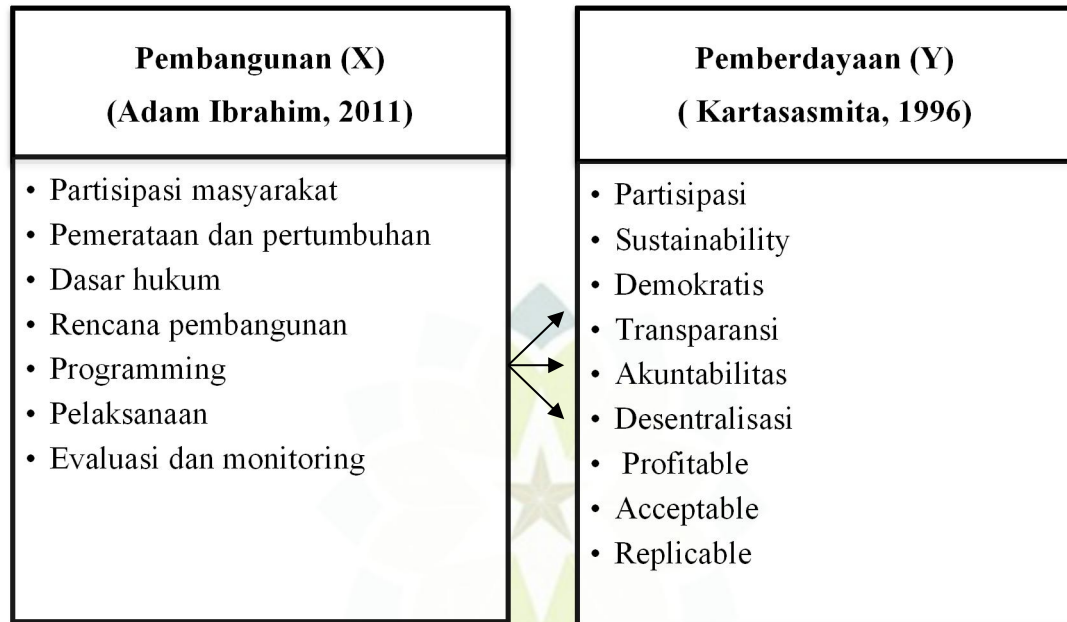 Pembangunan (X)
(Adam Ibrahim, 2011)
• Partisipasi masyarakat
• Pemerataan dan pertumbuhan
• Dasar hukum
• Rencana pembangunan
• Programming
• Pelaksanaan
• Evaluasi dan monitoring
Pemberdayaan (Y)
( Kartasasmita, 1996)
• Partisipasi
• Sustainability
• Demokratis
• Transparansi
• Akuntabilitas
• Desentralisasi
• Profitable
• Acceptable
• Replicable